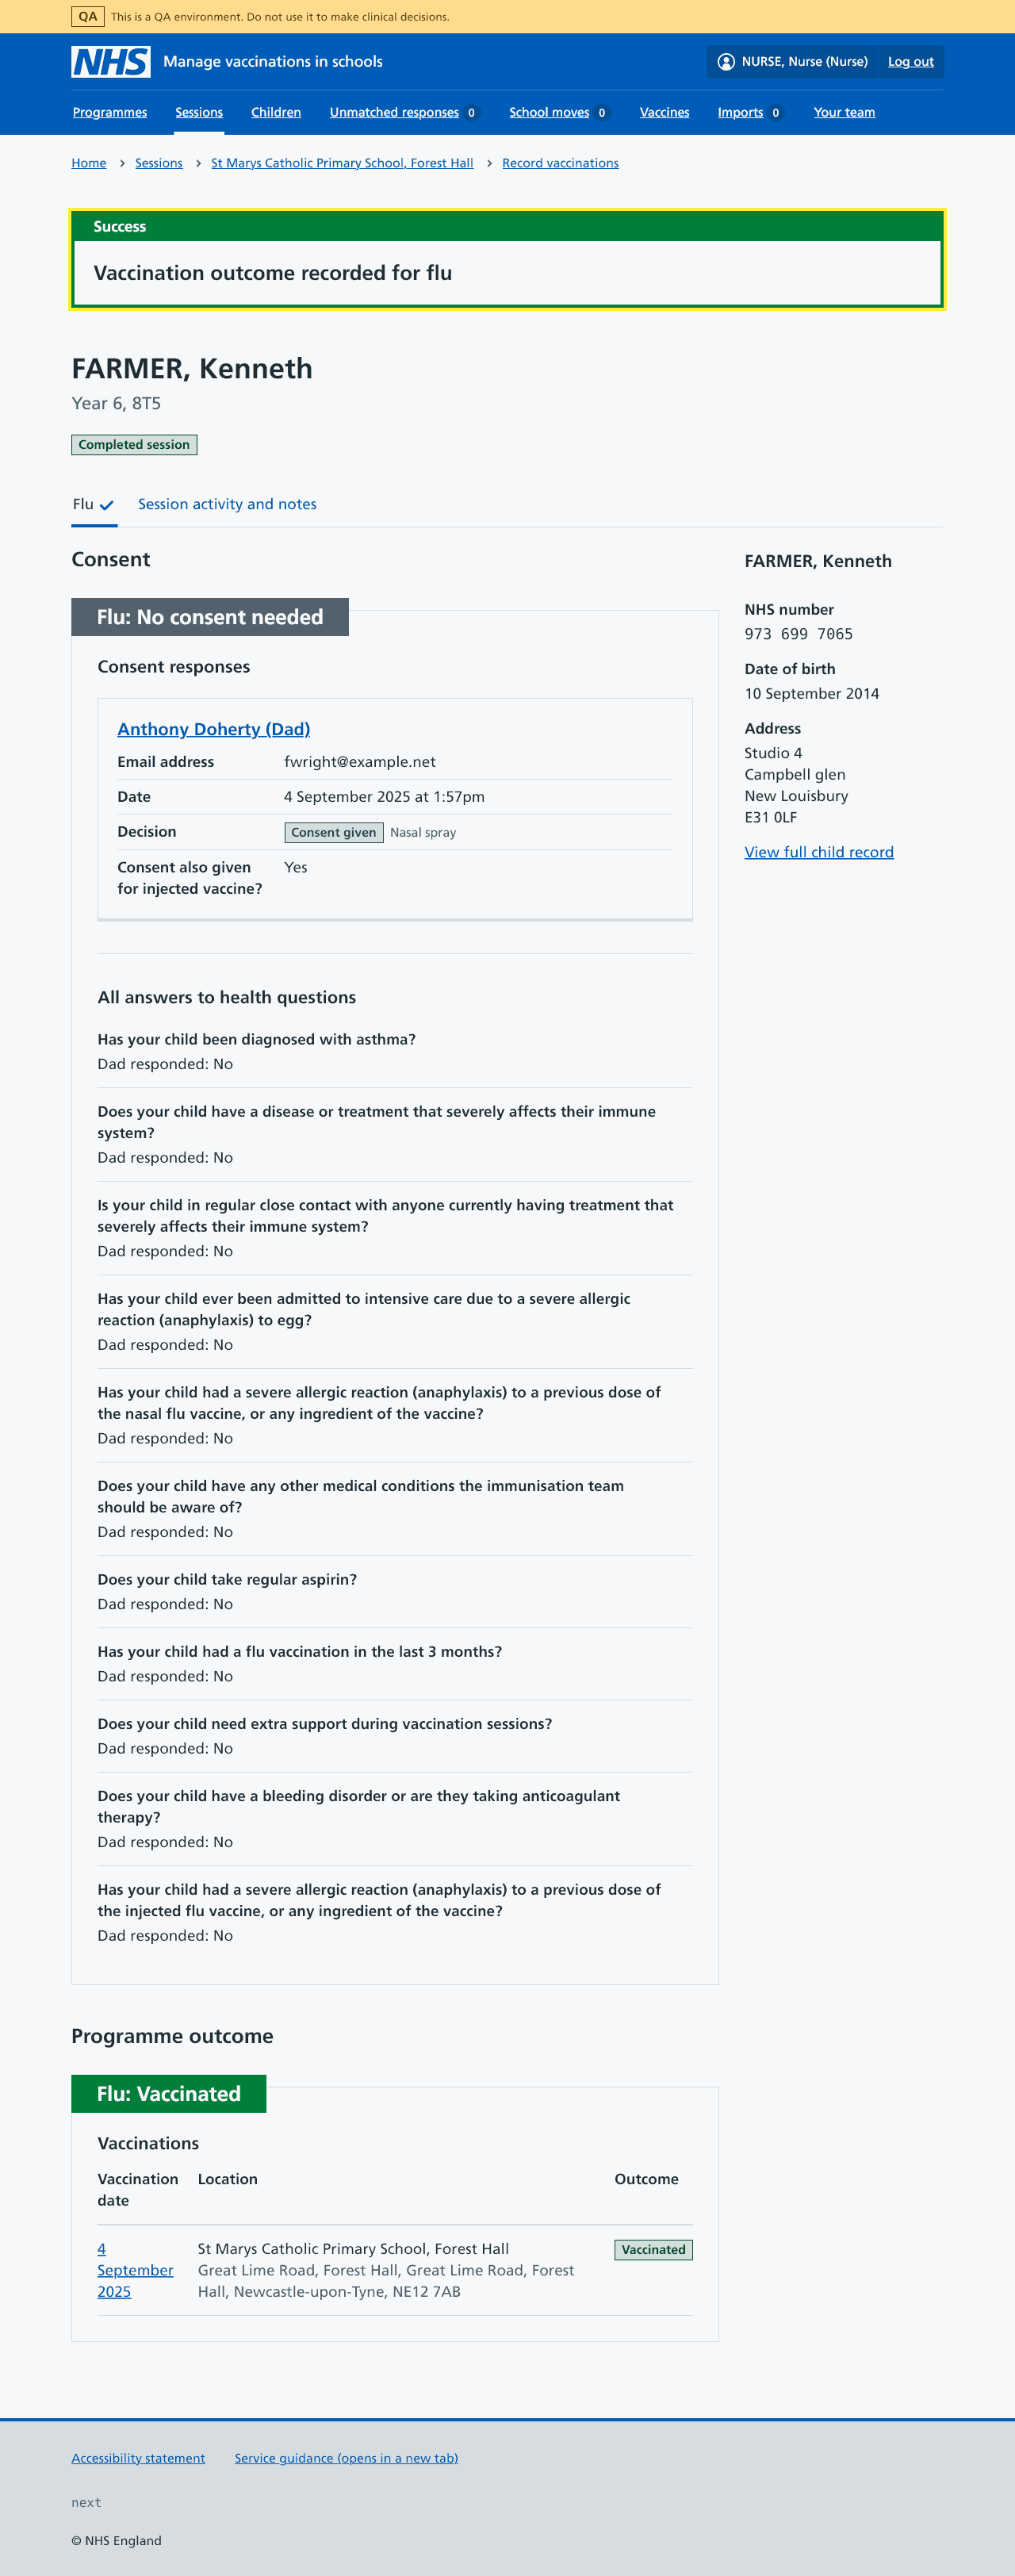 QA This is a QA environment. Do not use it to make clinical decisions.
NHS Manage vaccinations in schools NURSE, Nurse (Nurse) Log out
Programmes Sessions Children Unmatched responses 0 School moves 0 Vaccines Imports 0 Your team
Home Sessions St Marys Catholic Primary School, Forest Hall Record vaccinations
Success
Vaccination outcome recorded for flu
FARMER, Kenneth
Year 6, 8T5
Completed session
Flu Session activity and notes
Consent
Flu: No consent needed
Consent responses
Anthony Doherty (Dad)
Email address fwright@example.net
Date 4 September 2025 at 1:57pm
Decision Consent given Nasal spray
Consent also given Yes
for injected vaccine?
All answers to health questions
Has your child been diagnosed with asthma?
Dad responded: No
Does your child have a disease or treatment that severely affects their immune
system?
Dad responded: No
Is your child in regular close contact with anyone currently having treatment that
severely affects their immune system?
Dad responded: No
Has your child ever been admitted to intensive care due to a severe allergic
reaction (anaphylaxis) to egg?
Dad responded: No
Has your child had a severe allergic reaction (anaphylaxis) to a previous dose of
the nasal flu vaccine, or any ingredient of the vaccine?
Dad responded: No
Does your child have any other medical conditions the immunisation team
should be aware of?
Dad responded: No
Does your child take regular aspirin?
Dad responded: No
Has your child had a flu vaccination in the last 3 months?
Dad responded: No
Does your child need extra support during vaccination sessions?
Dad responded: No
Does your child have a bleeding disorder or are they taking anticoagulant
therapy?
Dad responded: No
Has your child had a severe allergic reaction (anaphylaxis) to a previous dose of
the injected flu vaccine, or any ingredient of the vaccine?
Dad responded: No
FARMER, Kenneth
NHS number
973 699 7065
Date of birth
10 September 2014
Address
Studio 4
Campbell glen
New Louisbury
E31 0LF
View full child record
Programme outcome
Flu: Vaccinated
Vaccinations
Vaccination Location Outcome
date
4 St Marys Catholic Primary School, Forest Hall Vaccinated
September Great Lime Road, Forest Hall, Great Lime Road, Forest
2025 Hall, Newcastle-upon-Tyne, NE12 7AB
Accessibility statement Service guidance (opens in a new tab)
next
© NHS England